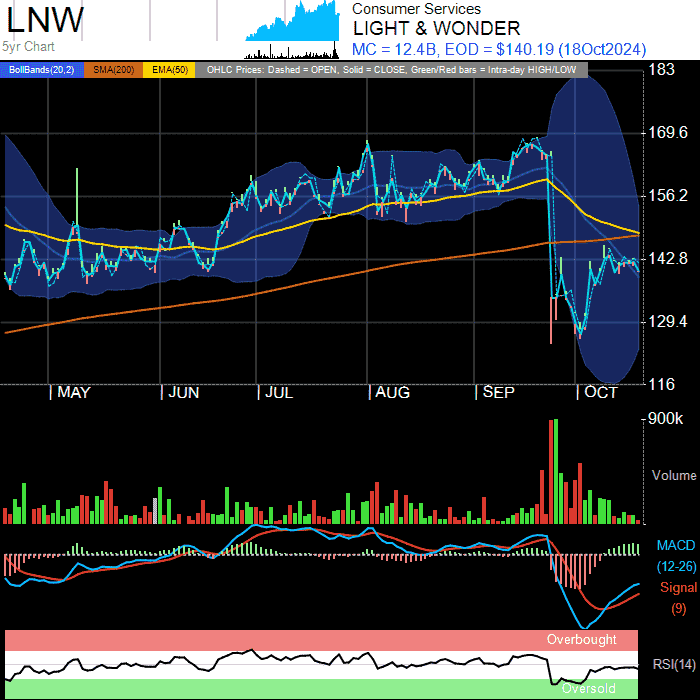 LNW
5yr Chart
Consumer Services
LIGHT & WONDER
MC = 12.4B, EOD = $140.19 (18Oct2024)
BollBands(20,2) SMA(200) EMA(50) OHLC Prices: Dashed = OPEN, Solid = CLOSE, Green/Red bars = Intra-day HIGH/LOW
183
169.6
156.2
142.8
129.4
116
MAY JUN JUL AUG SEP OCT
900k
Volume
MACD
(12-26)
Signal
(9)
Overbought
RSI(14)
Oversold